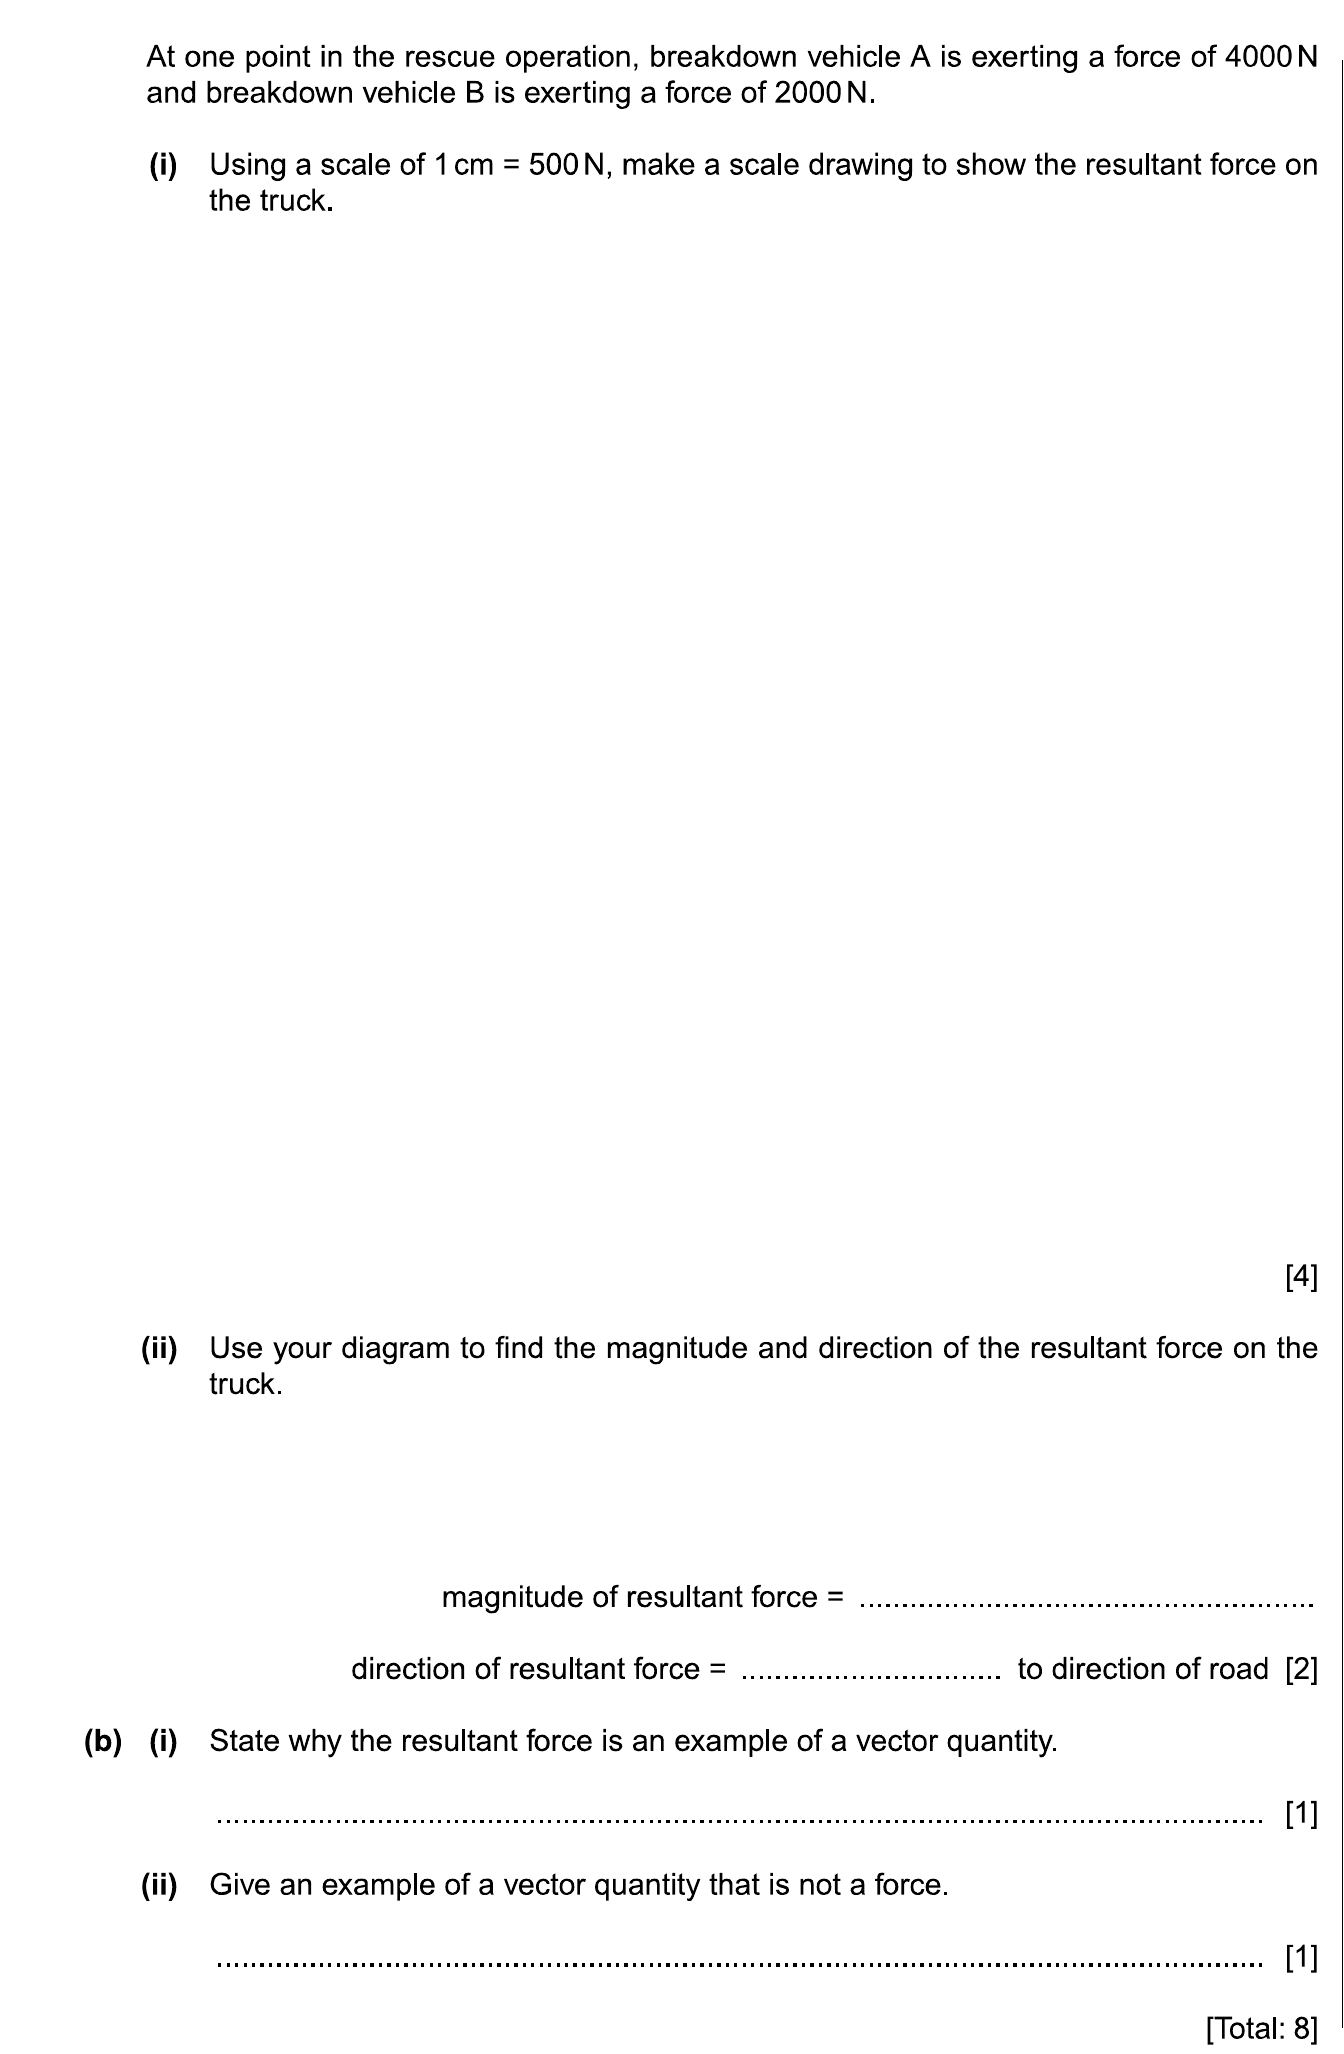 At one point in the rescue operation, breakdown vehicle A is exerting a force of 4000 N
and breakdown vehicle B is exerting a force of 2000 N.
(i) Using a scale of 1 cm = 500 N, make a scale drawing to show the resultant force on
the truck.
[4]
(ii) Use your diagram to find the magnitude and direction of the resultant force on the
truck.
magnitude of resultant force = ......................................................
direction of resultant force = ............................... to direction of road [2]
(b) (i) State why the resultant force is an example of a vector quantity.
............................................................................................................................. [1]
(ii) Give an example of a vector quantity that is not a force.
............................................................................................................................. [1]
[Total: 8]